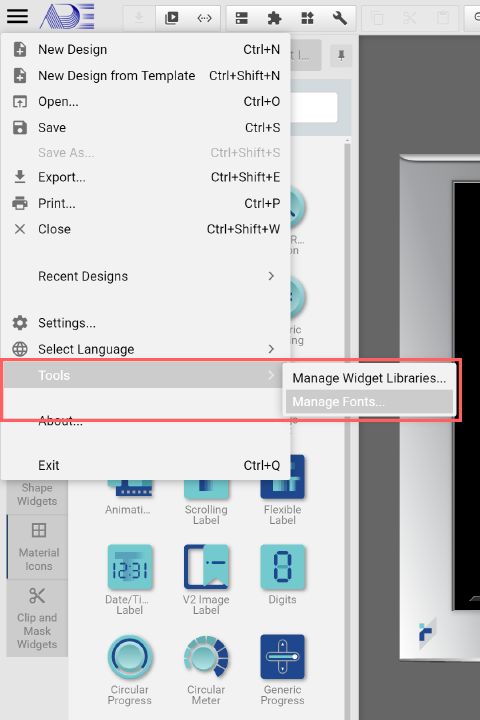 ADE
New Design Ctrl+N
New Design from Template Ctrl+Shift+N
Open... Ctrl+O
Save Ctrl+S
Save As... Ctrl+Shift+S
Export... Ctrl+Shift+E
Print... Ctrl+P
Close Ctrl+Shift+W
Recent Designs
Settings...
Select Language
Tools
Manage Widget Libraries...
Manage Fonts...
About...
Exit Ctrl+Q
Shape
Widgets
Material
Icons
Clip and
Mask
Widgets
Animati...
Scrolling
Label
Flexible
Label
12:31
Date/Ti...
Label
V2 Image
Label
Digits
Circular
Progress
Circular
Meter
Generic
Progress